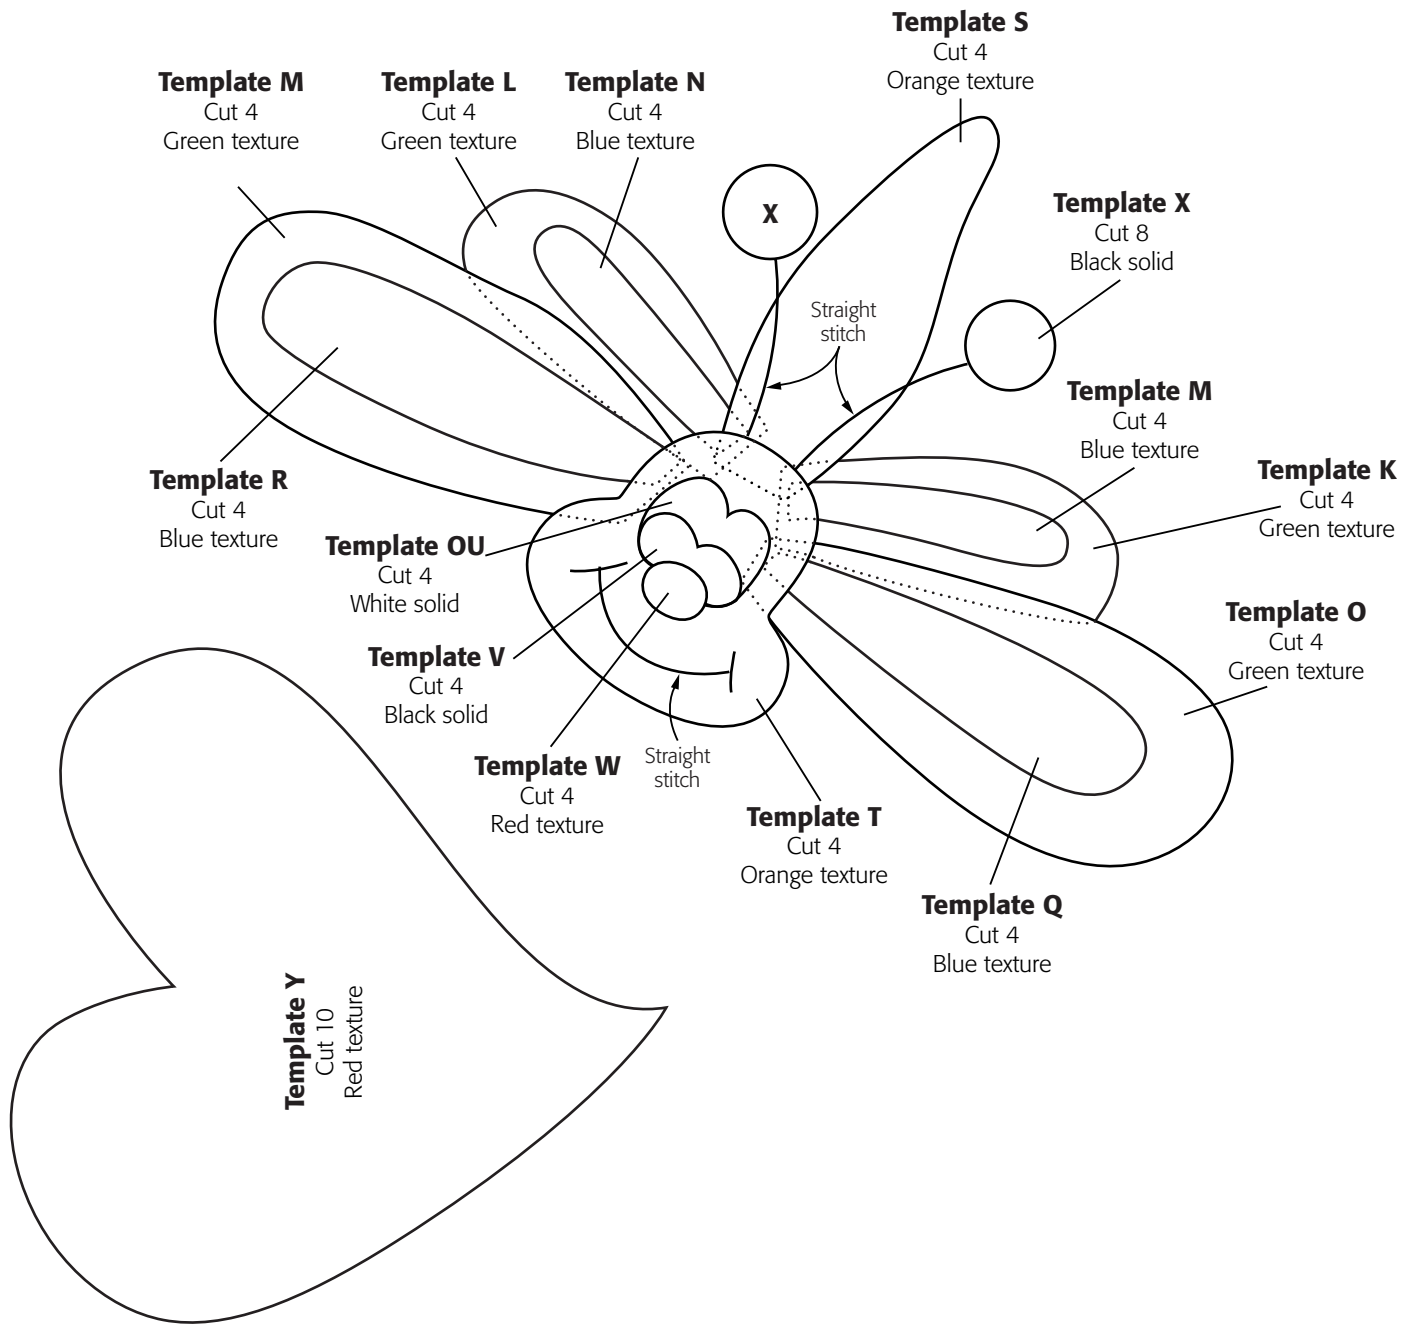 Template S
Cut 4
Orange texture
Template M
Cut 4
Green texture
Template L
Cut 4
Green texture
Template N
Cut 4
Blue texture
X
Template X
Cut 8
Black solid
Straight
stitch
Template M
Cut 4
Blue texture
Template K
Cut 4
Green texture
Template R
Cut 4
Blue texture
Template OU
Cut 4
White solid
Template O
Cut 4
Green texture
Template V
Cut 4
Black solid
Template W
Cut 4
Red texture
Straight
stitch
Template T
Cut 4
Orange texture
Template Q
Cut 4
Blue texture
Template Y
Cut 10
Red texture